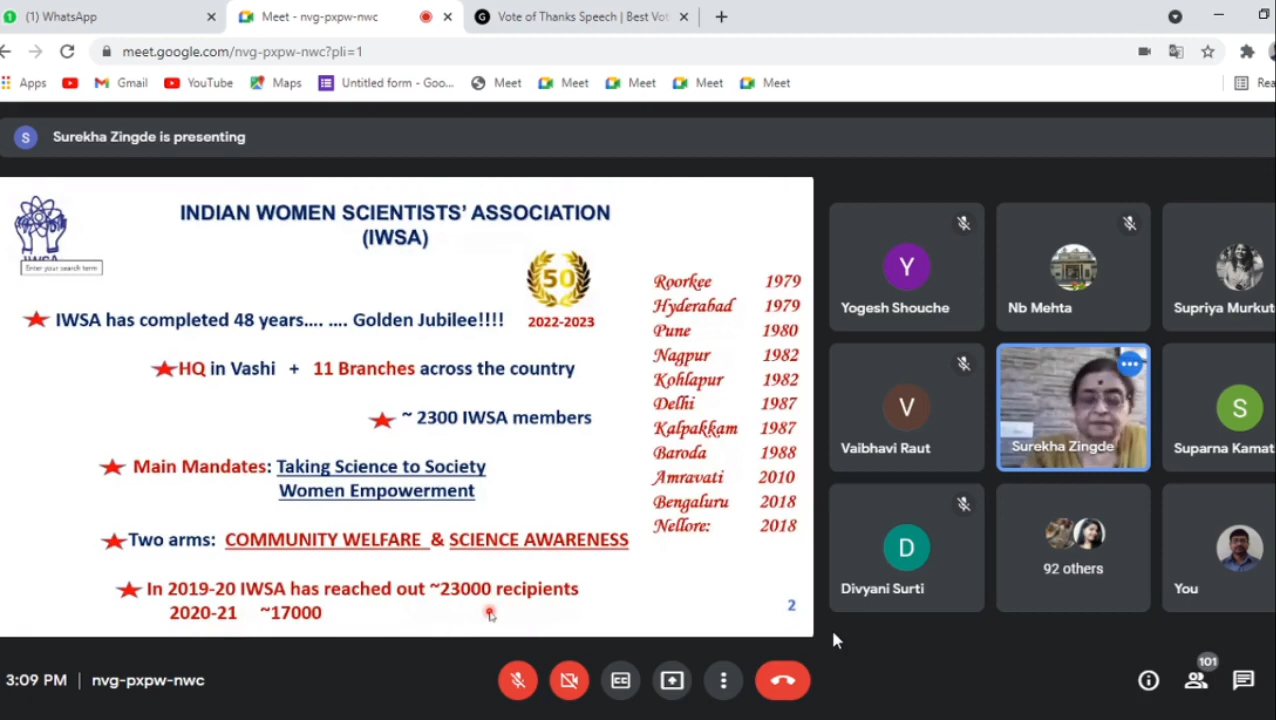 (1) WhatsApp
Meet - nvg-pxpw-nwc
Vote of Thanks Speech | Best Vot
meet.google.com/nvg-pxpw-nwc?pli=1
Apps Gmail YouTube Maps Untitled form - Goo... Meet Meet Meet Meet Meet Rea
S Surekha Zingde is presenting
INDIAN WOMEN SCIENTISTS' ASSOCIATION
(IWSA)
IWSA
Enter your search term
50
2022-2023
IWSA has completed 48 years.... .... Golden Jubilee!!!!
HQ in Vashi + 11 Branches across the country
~ 2300 IWSA members
Main Mandates: Taking Science to Society
Women Empowerment
Two arms: COMMUNITY WELFARE & SCIENCE AWARENESS
In 2019-20 IWSA has reached out ~23000 recipients
2020-21 ~17000
Roorkee 1979
Hyderabad 1979
Pune 1980
Nagpur 1982
Kohlapur 1982
Delhi 1987
Kalpakkam 1987
Baroda 1988
Amravati 2010
Bengaluru 2018
Nellore: 2018
2
Y
Yogesh Shouche
Nb Mehta
Supriya Murkut
V
Vaibhavi Raut
Surekha Zingde
S
Suparna Kamat
D
Divyani Surti
92 others
You
3:09 PM | nvg-pxpw-nwc
101